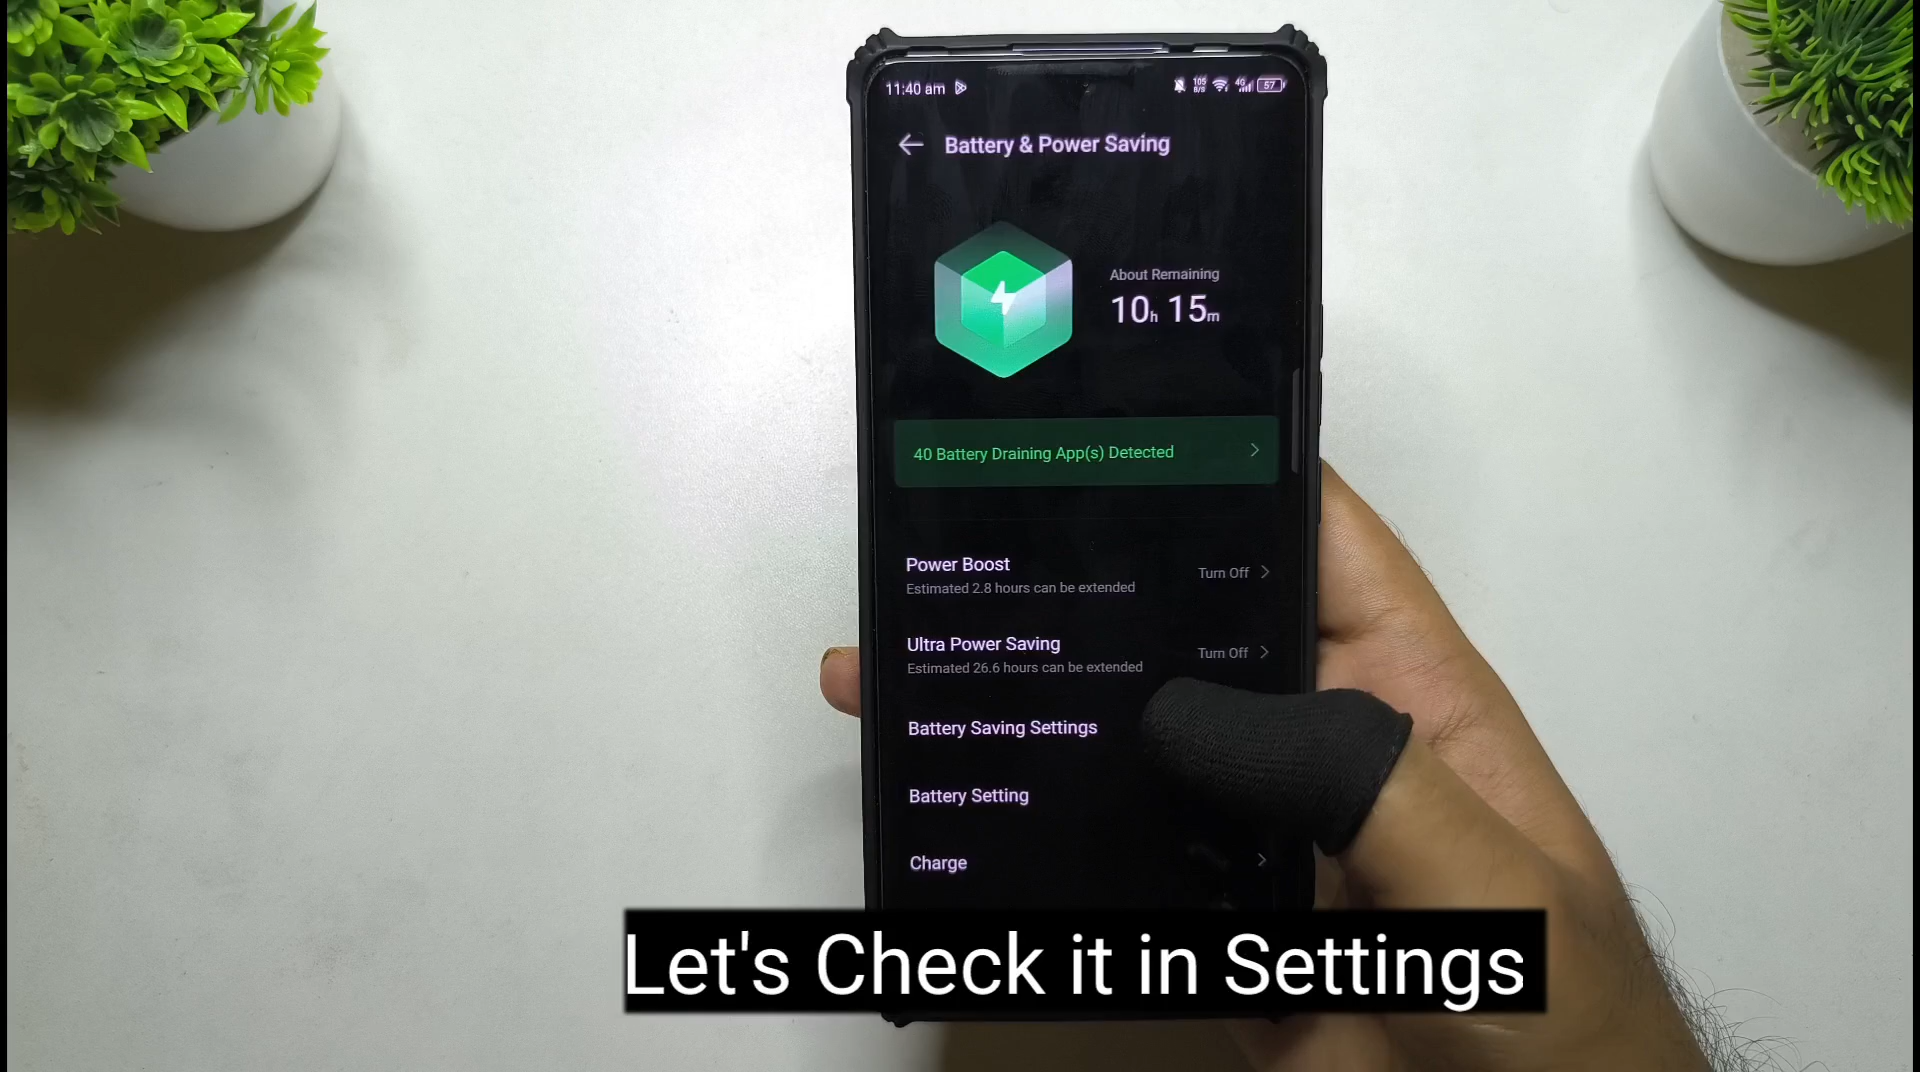 11:40 am 105 B/S 4G 57
Battery & Power Saving
About Remaining
10h 15m
40 Battery Draining App(s) Detected
Power Boost
Estimated 2.8 hours can be extended
Turn Off
Ultra Power Saving
Estimated 26.6 hours can be extended
Turn Off
Battery Saving Settings
Battery Setting
Charge
Let's Check it in Settings